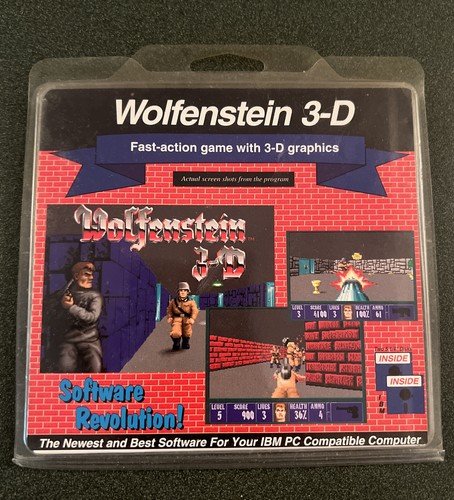 Wolfenstein 3-D
Fast-action game with 3-D graphics
Actual screen shots from the program
Wolfenstein
3-D
LEVEL SCORE LIVES HEALTH AMMO
3 4100 3 100% 61
INSIDE
INSIDE
LEVEL SCORE LIVES HEALTH AMMO
5 900 3 36% 4
Software
Revolution!
The Newest and Best Software For Your IBM PC Compatible Computer